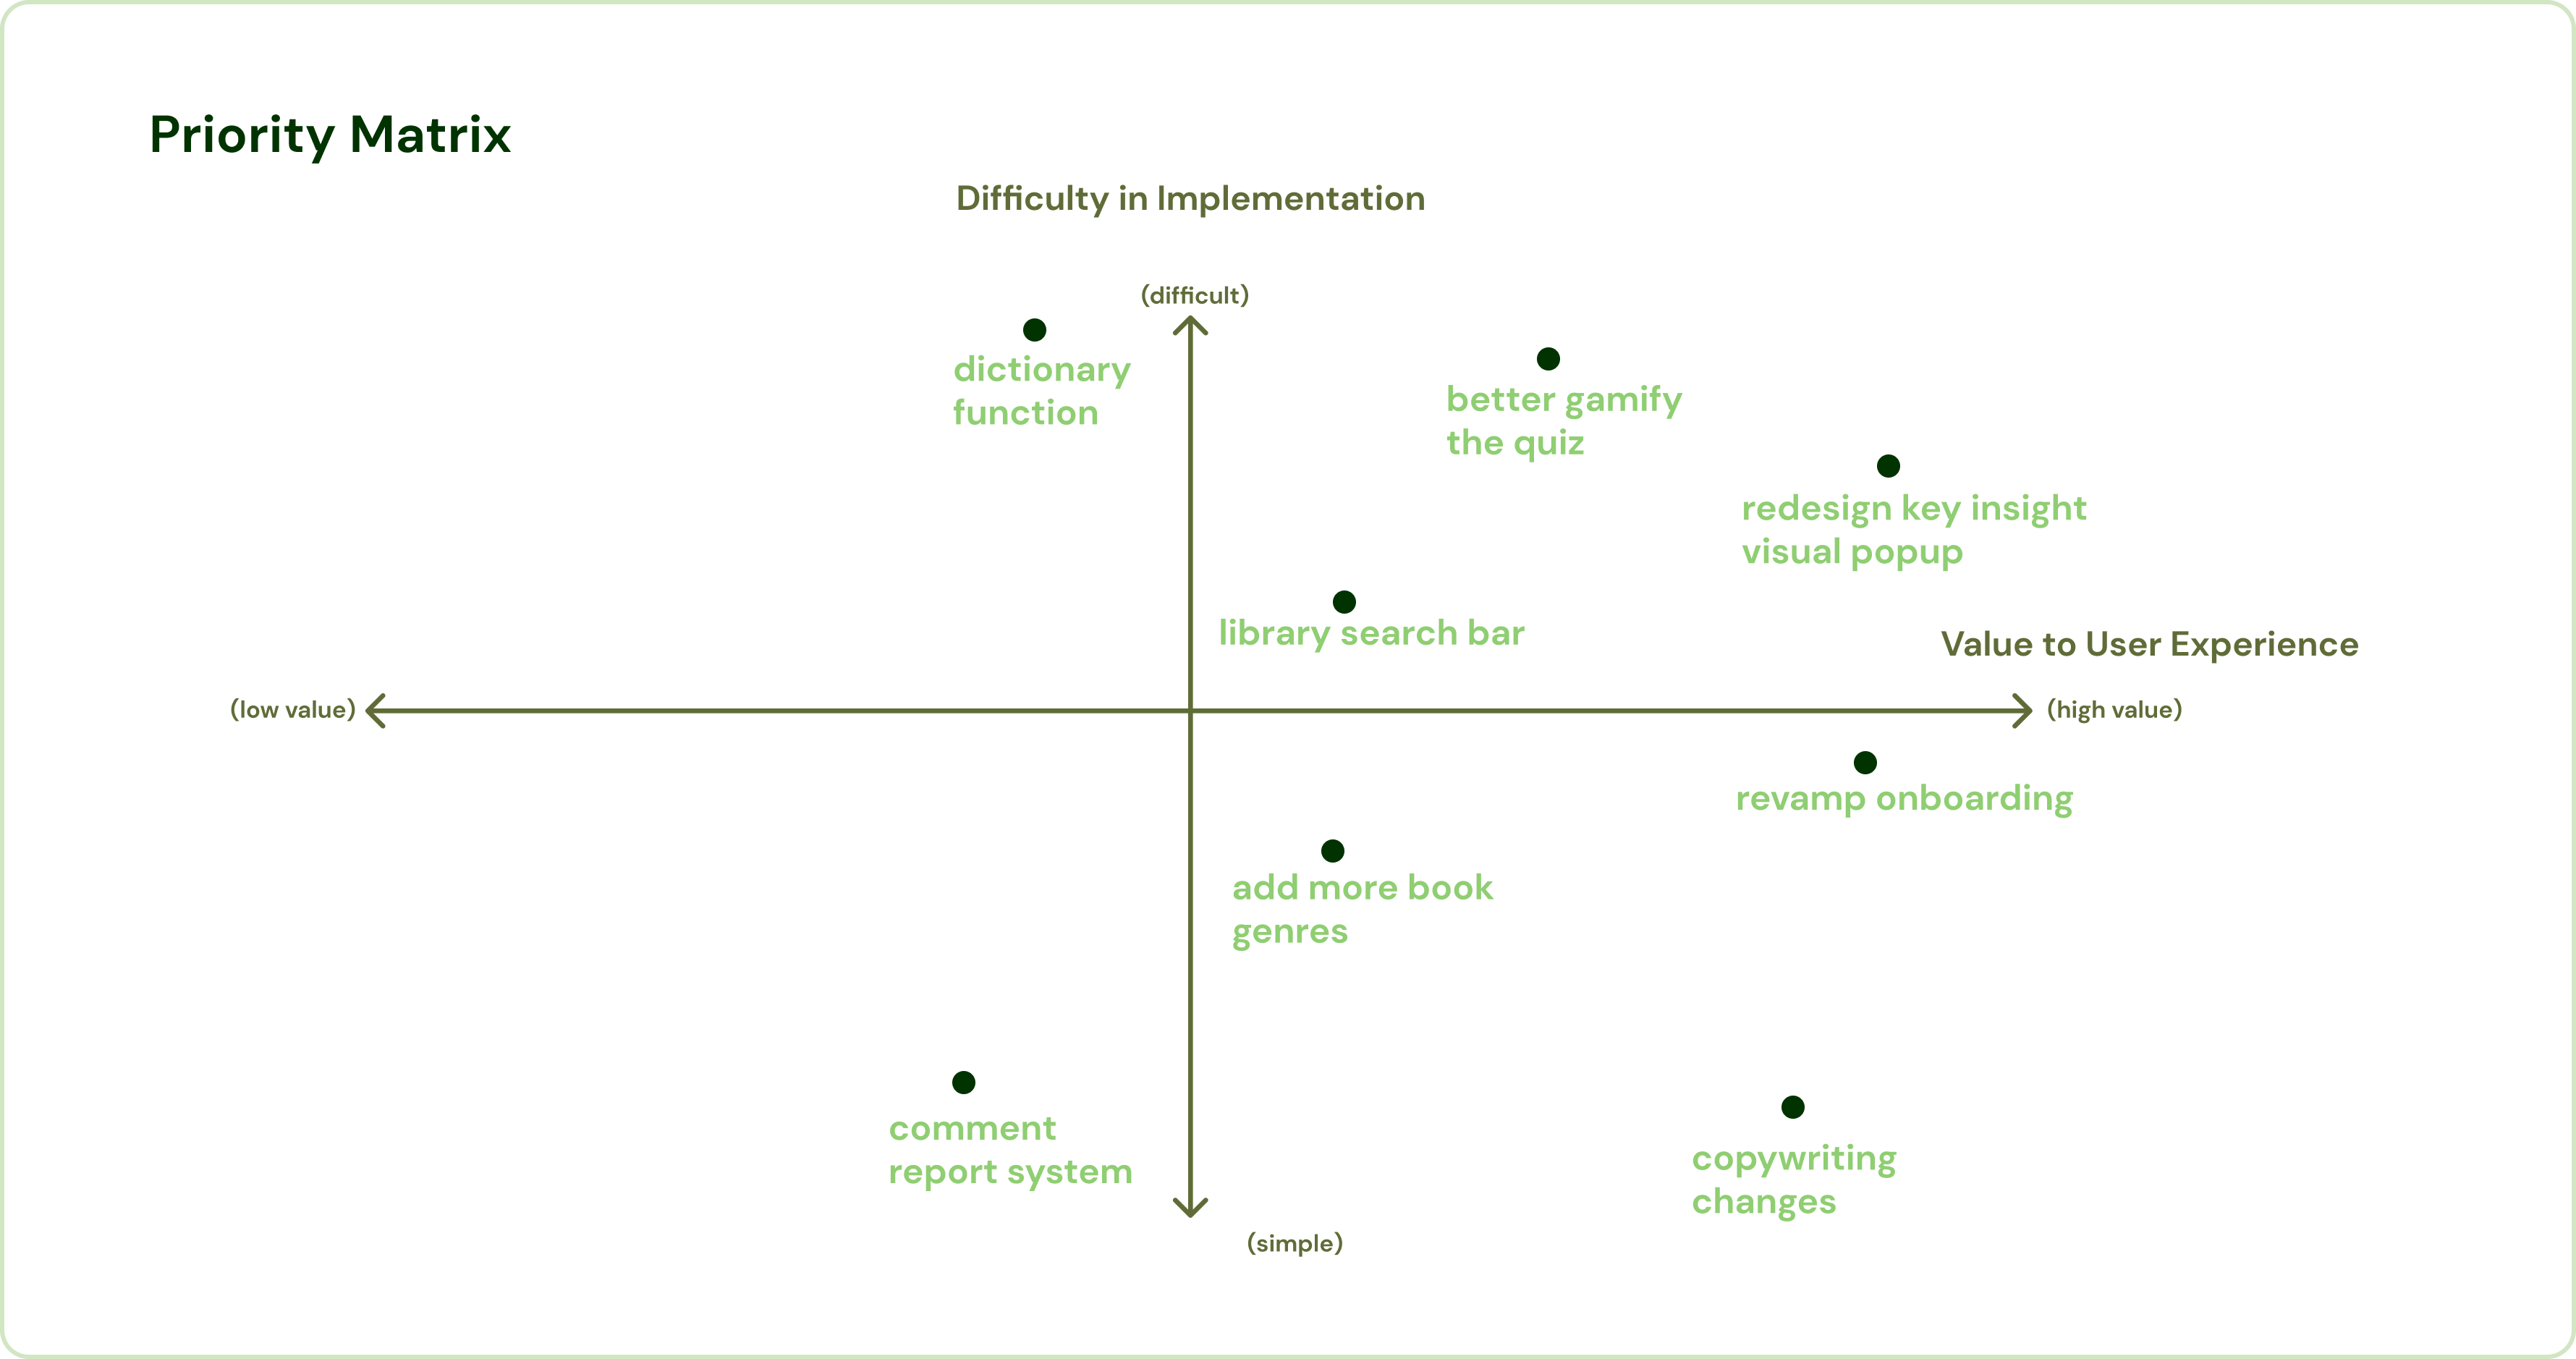 Priority Matrix
Difficulty in Implementation
(difficult)
dictionary
function
better gamify
the quiz
redesign key insight
visual popup
library search bar
Value to User Experience
(low value)
(high value)
revamp onboarding
add more book
genres
comment
report system
copywriting
changes
(simple)